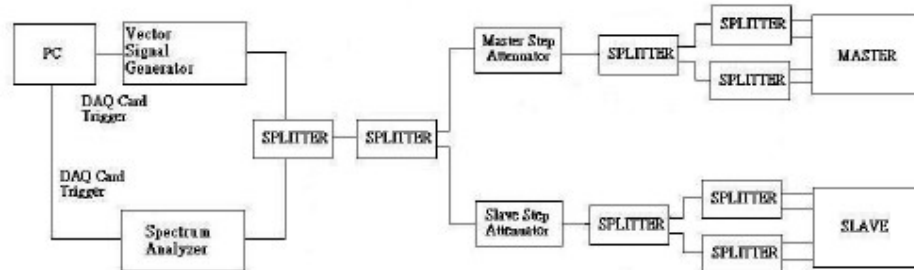 PC
Vector
Signal
Generator
DAQ Card
Trigger
DAQ Card
Trigger
Spectrum
Analyzer
SPLITTER
SPLITTER
Master Step
Attenuator
SPLITTER
SPLITTER
SPLITTER
MASTER
Slave Step
Attenuator
SPLITTER
SPLITTER
SPLITTER
SLAVE